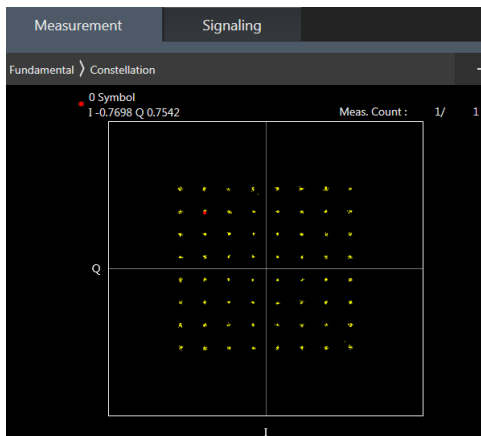 Measurement Signaling
Fundamental 〉 Constellation
0 Symbol
I -0.7698 Q 0.7542 Meas. Count : 1/ 1
Q
I